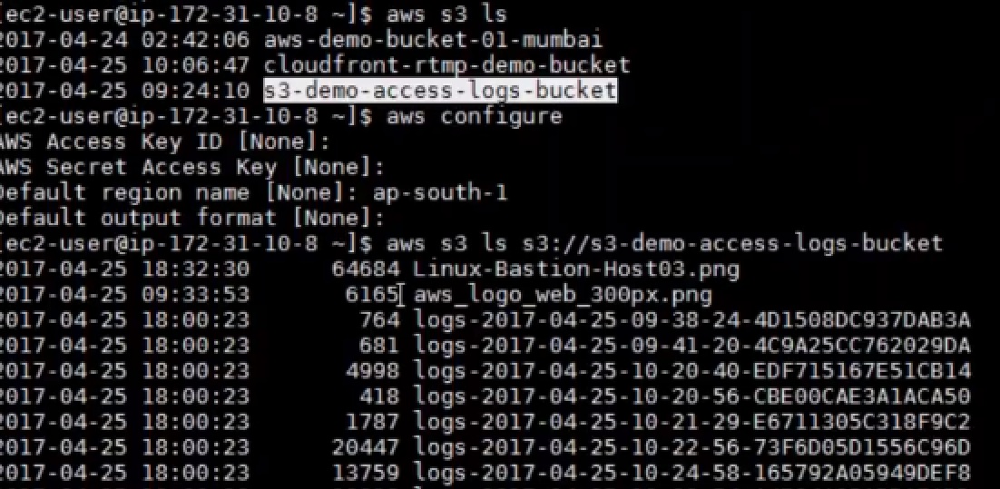 [ec2-user@ip-172-31-10-8 ~]$ aws s3 ls
2017-04-24 02:42:06 aws-demo-bucket-01-mumbai
2017-04-25 10:06:47 cloudfront-rtmp-demo-bucket
2017-04-25 09:24:10 s3-demo-access-logs-bucket
[ec2-user@ip-172-31-10-8 ~]$ aws configure
AWS Access Key ID [None]:
AWS Secret Access Key [None]:
Default region name [None]: ap-south-1
Default output format [None]:
[ec2-user@ip-172-31-10-8 ~]$ aws s3 ls s3://s3-demo-access-logs-bucket
2017-04-25 18:32:30 64684 Linux-Bastion-Host03.png
2017-04-25 09:33:53 6165 aws_logo_web_300px.png
2017-04-25 18:00:23 764 logs-2017-04-25-09-38-24-4D1508DC937DAB3A
2017-04-25 18:00:23 681 logs-2017-04-25-09-41-20-4C9A25CC762029DA
2017-04-25 18:00:23 4998 logs-2017-04-25-10-20-40-EDF715167E51CB14
2017-04-25 18:00:23 418 logs-2017-04-25-10-20-56-CBE00CAE3A1ACA50
2017-04-25 18:00:23 1787 logs-2017-04-25-10-21-29-E6711305C318F9C2
2017-04-25 18:00:23 20447 logs-2017-04-25-10-22-56-73F6D05D1556C96D
2017-04-25 18:00:23 13759 logs-2017-04-25-10-24-58-165792A05949DEF8